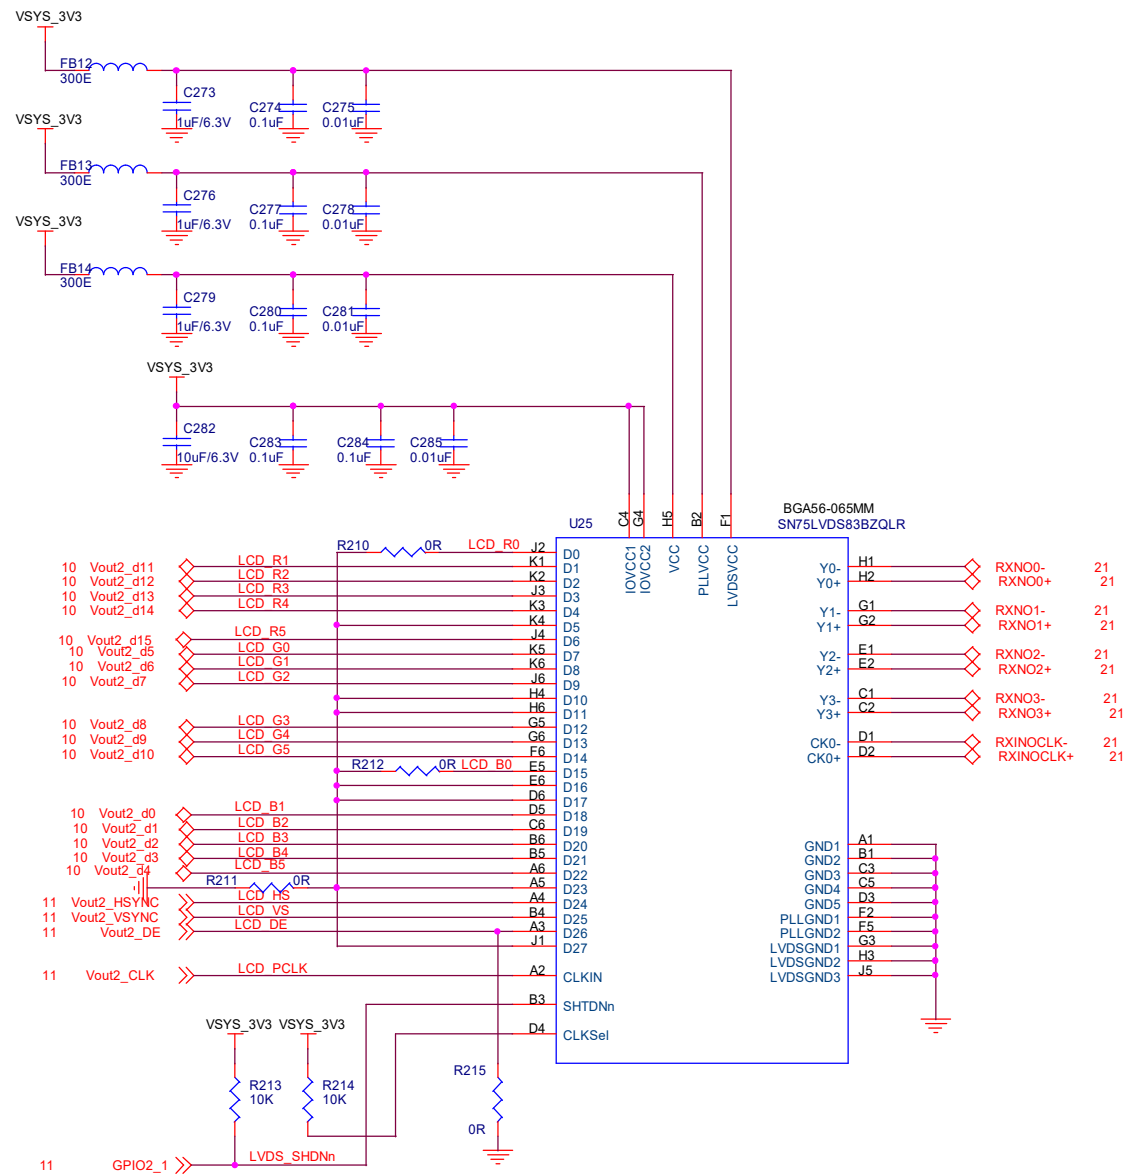 VSYS_3V3
FB12
300E
C273
1uF/6.3V
C274
0.1uF
C275
0.01uF
VSYS_3V3
FB13
300E
C276
1uF/6.3V
C277
0.1uF
C278
0.01uF
VSYS_3V3
FB14
300E
C279
1uF/6.3V
C280
0.1uF
C281
0.01uF
VSYS_3V3
C282
10uF/6.3V
C283
0.1uF
C284
0.1uF
C285
0.01uF
BGA56-065MM
U25 SN75LVDS83BZQLR
C4 IOVCC1
G4 IOVCC2
H5 VCC
B2 PLLVCC
F1 LVDSVCC
R210 0R LCD_R0 J2 D0
10 Vout2_d11 LCD_R1 K1 D1
10 Vout2_d12 LCD_R2 K2 D2
10 Vout2_d13 LCD_R3 J3 D3
10 Vout2_d14 LCD_R4 K3 D4
K4 D5
10 Vout2_d15 LCD_R5 J4 D6
10 Vout2_d5 LCD_G0 K5 D7
10 Vout2_d6 LCD_G1 K6 D8
10 Vout2_d7 LCD_G2 J6 D9
H4 D10
H6 D11
10 Vout2_d8 LCD_G3 G5 D12
10 Vout2_d9 LCD_G4 G6 D13
10 Vout2_d10 LCD_G5 F6 D14
R212 0R LCD_B0 E5 D15
E6 D16
D6 D17
10 Vout2_d0 LCD_B1 D5 D18
10 Vout2_d1 LCD_B2 C6 D19
10 Vout2_d2 LCD_B3 B6 D20
10 Vout2_d3 LCD_B4 B5 D21
10 Vout2_d4 LCD_B5 A6 D22
R211 0R A5 D23
11 Vout2_HSYNC LCD_HS A4 D24
11 Vout2_VSYNC LCD_VS B4 D25
11 Vout2_DE LCD_DE A3 D26
J1 D27
11 Vout2_CLK LCD_PCLK A2 CLKIN
B3 SHTDNn
D4 CLKSel
Y0- H1 RXNO0- 21
Y0+ H2 RXNO0+ 21
Y1- G1 RXNO1- 21
Y1+ G2 RXNO1+ 21
Y2- E1 RXNO2- 21
Y2+ E2 RXNO2+ 21
Y3- C1 RXNO3- 21
Y3+ C2 RXNO3+ 21
CK0- D1 RXINOCLK- 21
CK0+ D2 RXINOCLK+ 21
GND1 A1
GND2 B1
GND3 C3
GND4 C5
GND5 D3
PLLGND1 F2
PLLGND2 F5
LVDSGND1 G3
LVDSGND2 H3
LVDSGND3 J5
VSYS_3V3 VSYS_3V3
R213
10K
R214
10K
R215
0R
11 GPIO2_1 LVDS_SHDNn